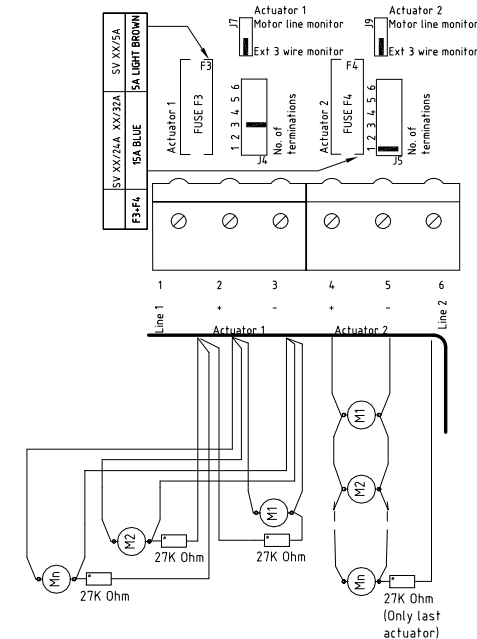 Actuator 1
Motor line monitor
J7
Ext 3 wire monitor
Actuator 2
Motor line monitor
J9
Ext 3 wire monitor
SV XX/5A
5A LIGHT BROWN
SV XX/24A XX/32A
15A BLUE
F3+F4
Actuator 1
FUSE F3
F3
1 2 3 4 5 6
J4
No. of
terminations
Actuator 2
FUSE F4
F4
1 2 3 4 5 6
J5
No. of
terminations
1 2 3 4 5 6
Line 1
+ - + -
Line 2
Actuator 1
Actuator 2
M1
M2
M1
M2
27K Ohm
27K Ohm
Mn
27K Ohm
Mn
27K Ohm
(Only last
actuator)